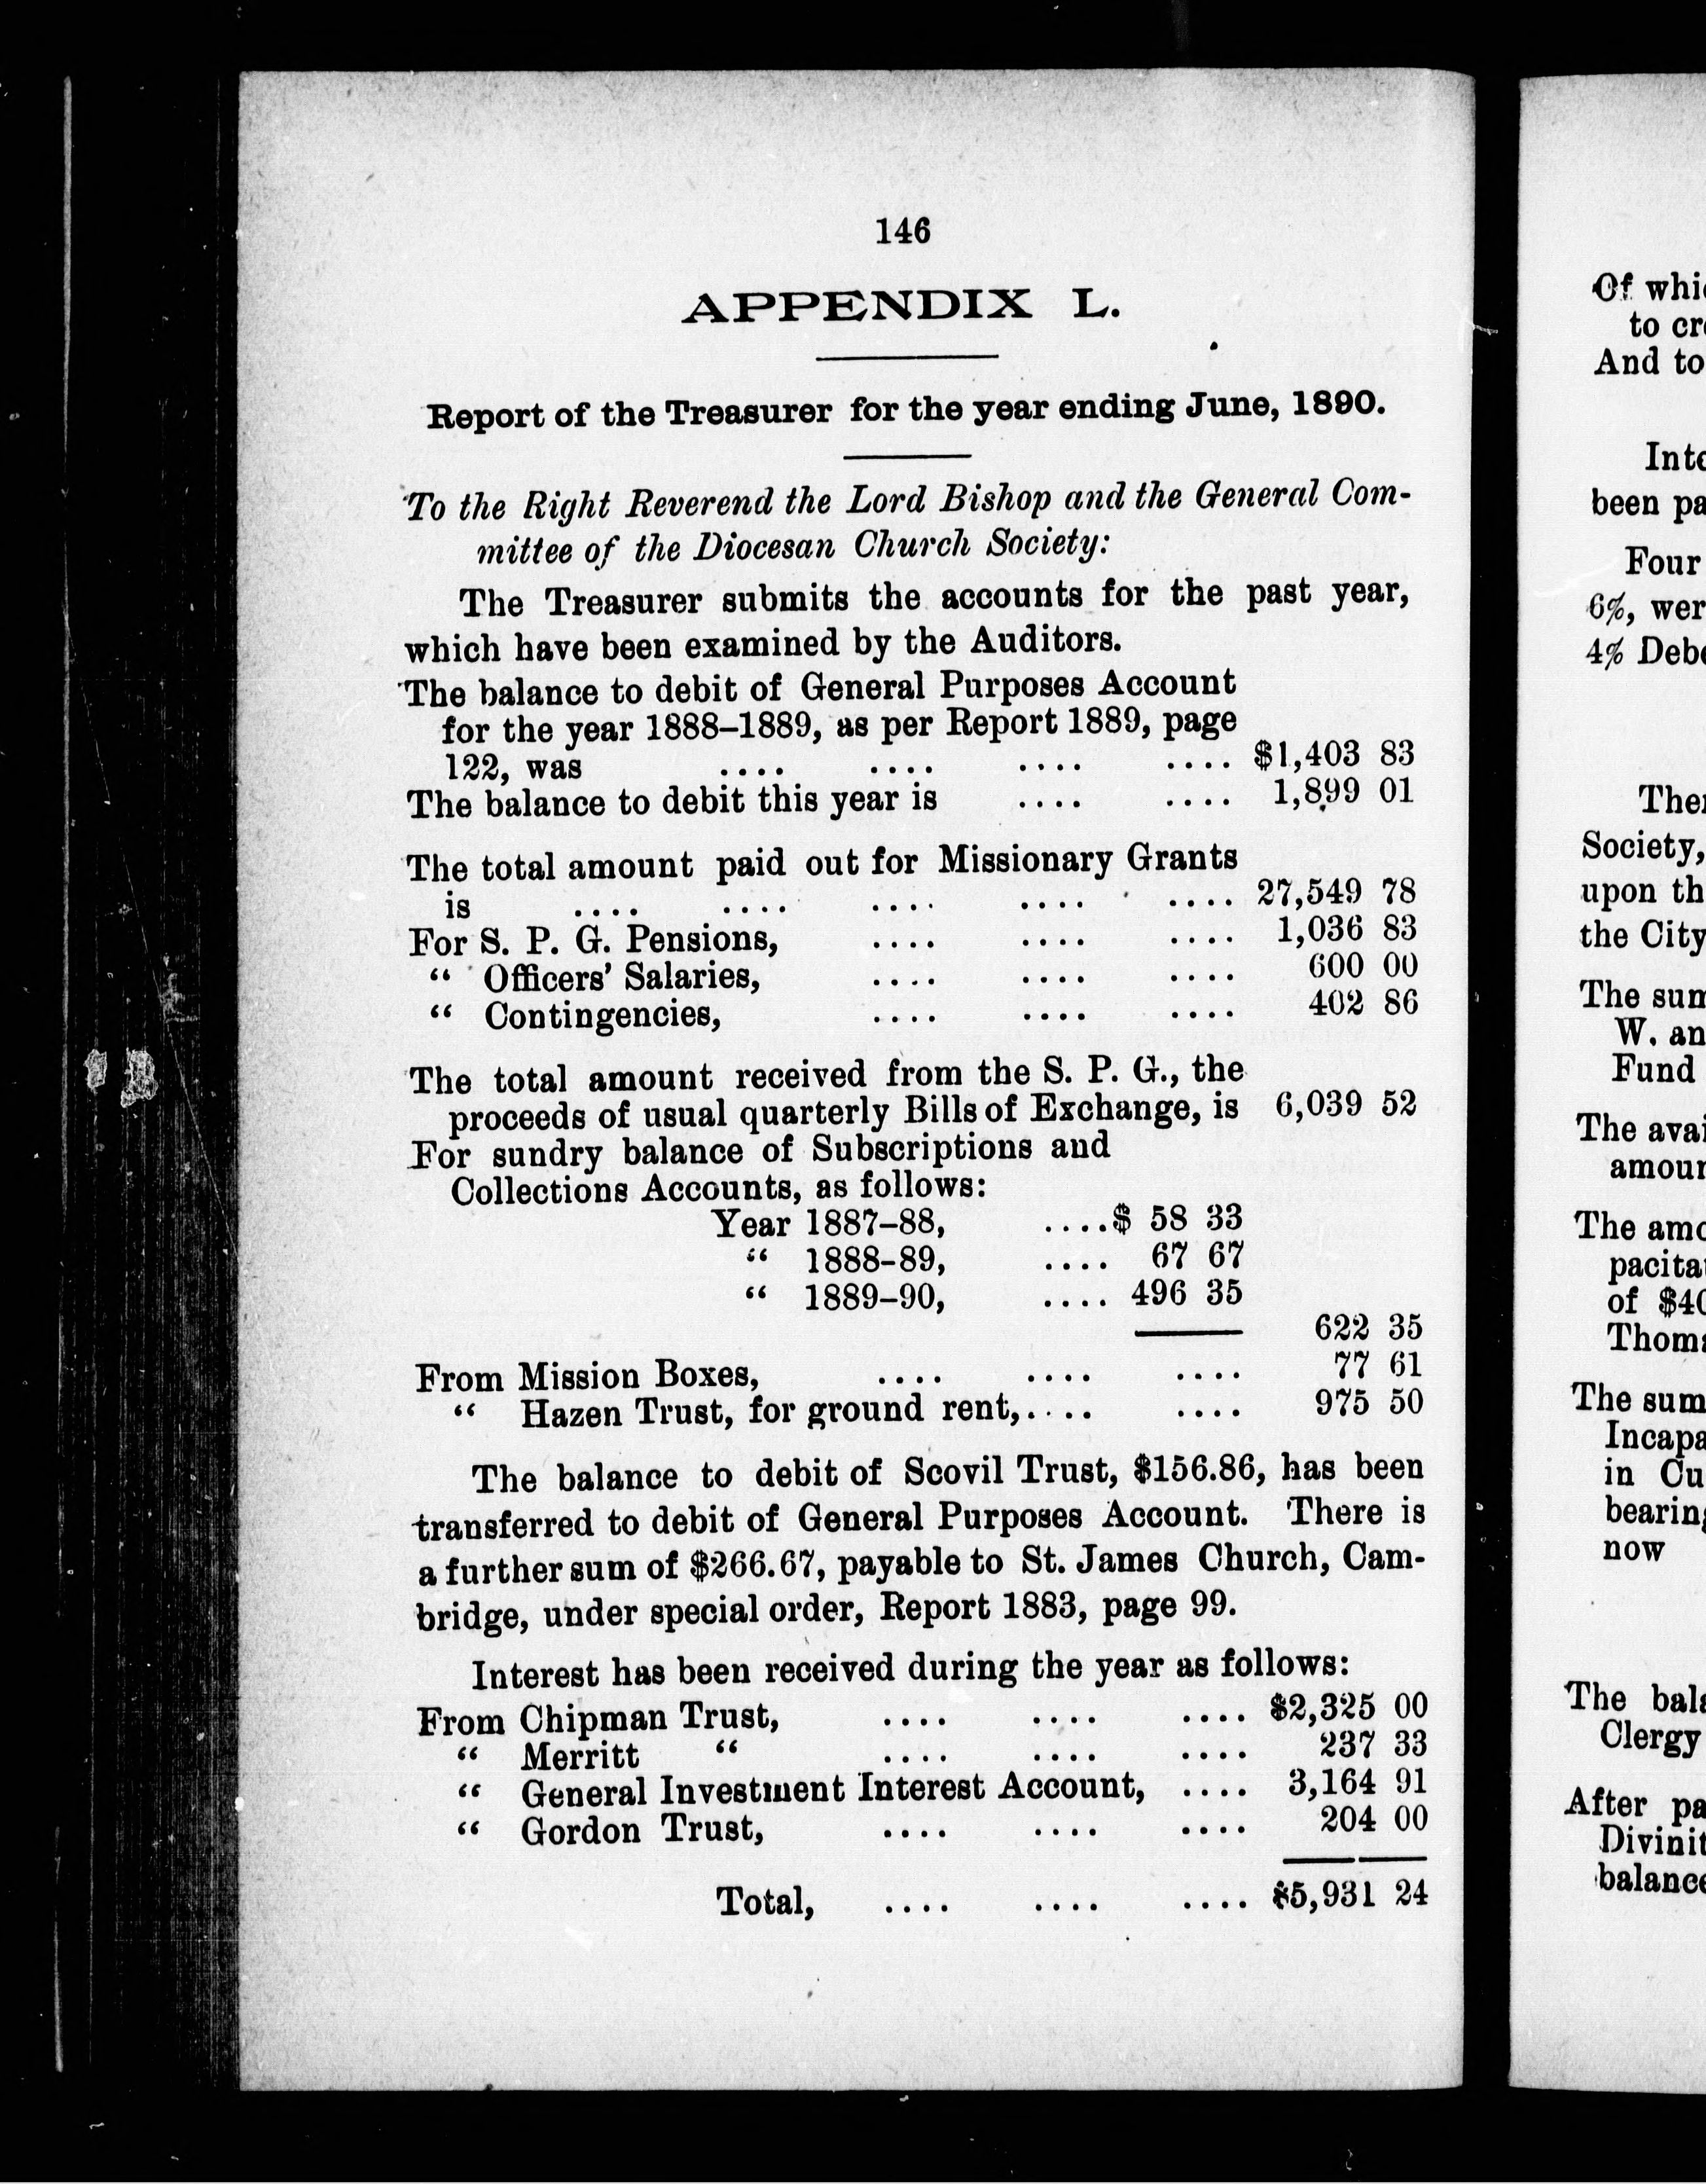 146
APPENDIX L.
Report of the Treasurer for the year ending June, 1890.
To the Right Reverend the Lord Bishop and the General Com-
mittee of the Diocesan Church Society:
The Treasurer submits the accounts for the past year,
which have been examined by the Auditors.
The balance to debit of General Purposes Account
for the year 1888–1889, as per Report 1889, page
122, was .... .... .... .... $1,403 83
The balance to debit this year is .... .... 1,899 01
The total amount paid out for Missionary Grants
is .... .... .... .... .... 27,549 78
For S. P. G. Pensions, .... .... .... 1,036 83
“ Officers' Salaries, .... .... .... 600 00
“ Contingencies, .... .... .... 402 86
The total amount received from the S. P. G., the
proceeds of usual quarterly Bills of Exchange, is 6,039 52
For sundry balance of Subscriptions and
Collections Accounts, as follows:
Year 1887–88, ....$ 58 33
“ 1888–89, .... 67 67
“ 1889–90, .... 496 35
622 35
From Mission Boxes, .... .... .... 77 61
“ Hazen Trust, for ground rent,.... .... 975 50
The balance to debit of Scovil Trust, $156.86, has been
transferred to debit of General Purposes Account. There is
a further sum of $266.67, payable to St. James Church, Cam-
bridge, under special order, Report 1883, page 99.
Interest has been received during the year as follows:
From Chipman Trust, .... .... .... $2,325 00
“ Merritt “ .... .... .... 237 33
“ General Investment Interest Account, .... 3,164 91
“ Gordon Trust, .... .... .... 204 00
Total, .... .... .... $5,931 24
Of whi
to cr
And to
Into
been pa
Four
6%, wer
4% Deb
The
Society,
upon th
the City
The sum
W. an
Fund
The avai
amour
The amo
pacita
of $40
Thoma
The sum
Incapa
in Cu
bearing
now
The bala
Clergy
After pa
Divinit
balance